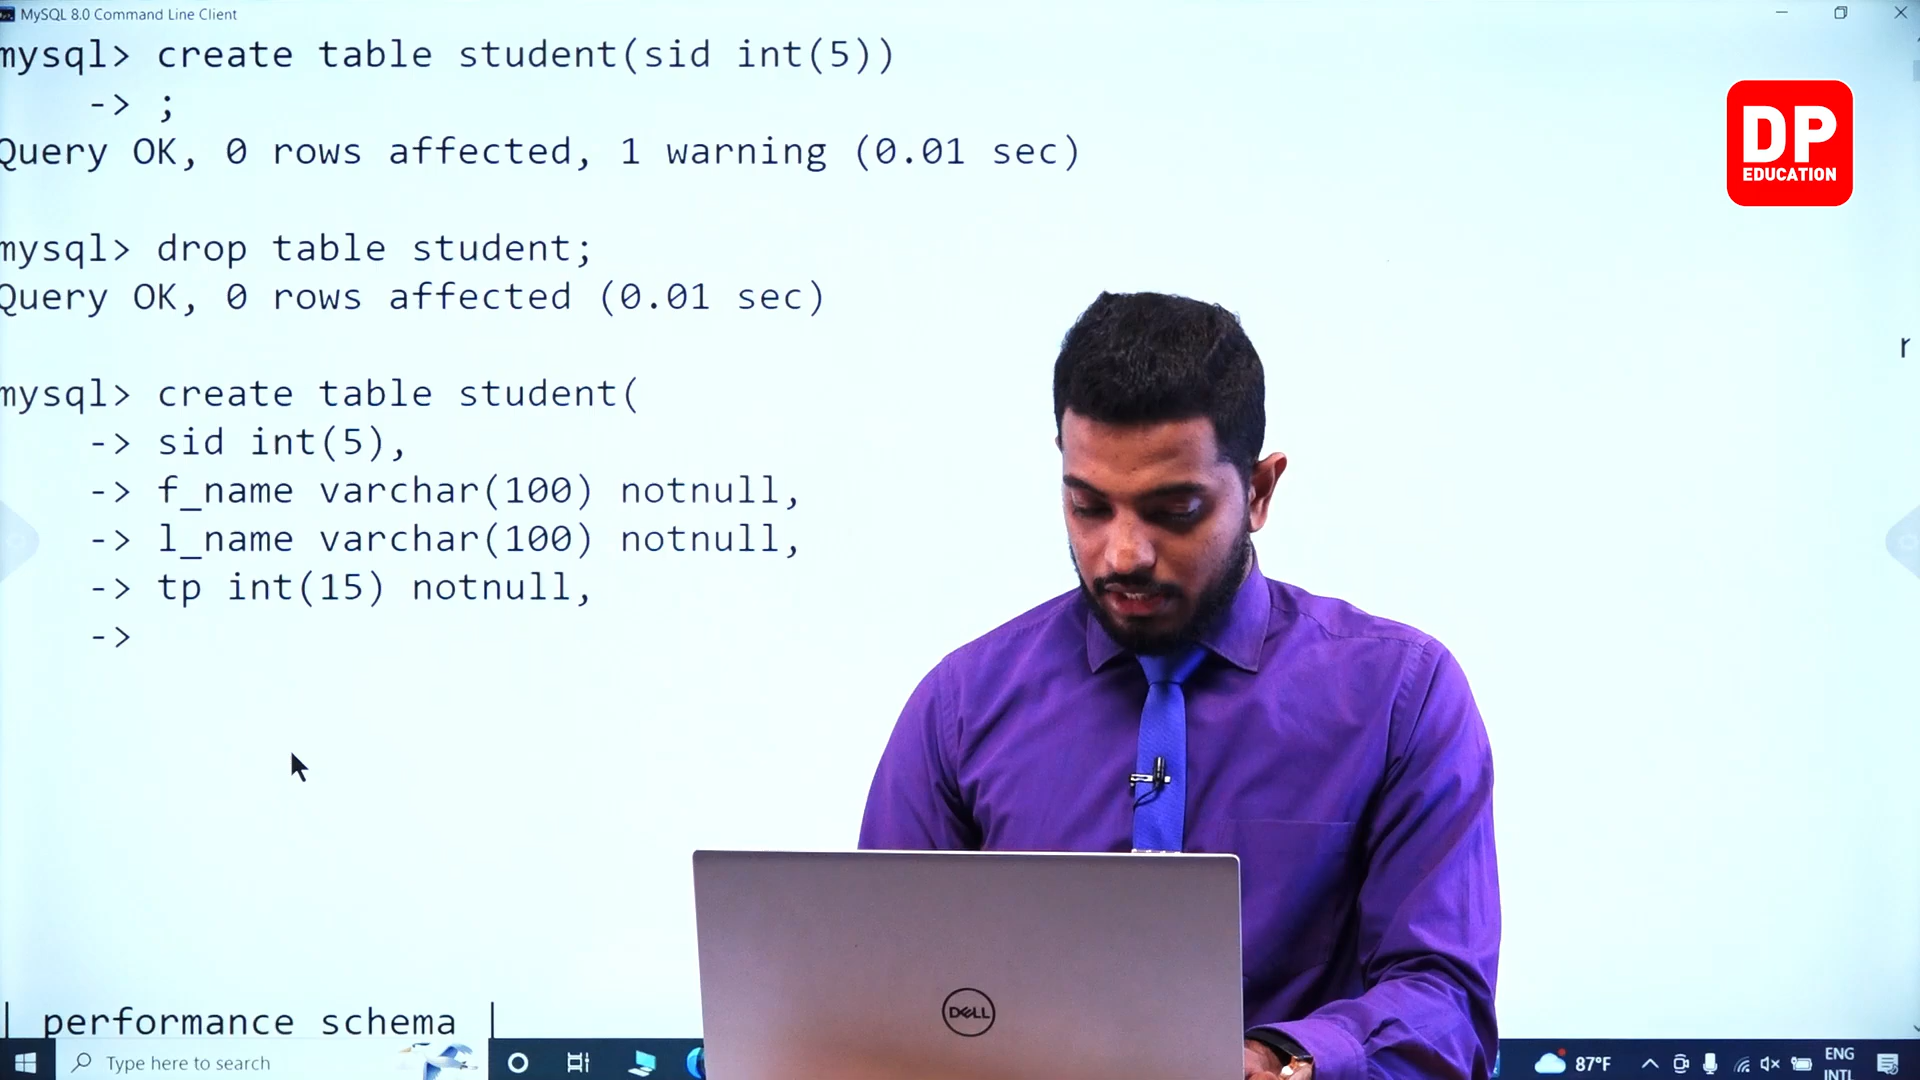 MySQL 8.0 Command Line Client
mysql> create table student(sid int(5))
-> ;
Query OK, 0 rows affected, 1 warning (0.01 sec)
mysql> drop table student;
Query OK, 0 rows affected (0.01 sec)
mysql> create table student(
-> sid int(5),
-> f_name varchar(100) notnull,
-> l_name varchar(100) notnull,
-> tp int(15) notnull,
->
| performance schema |
DP
EDUCATION
r
DELL
Type here to search
87°F
ENG
INTL